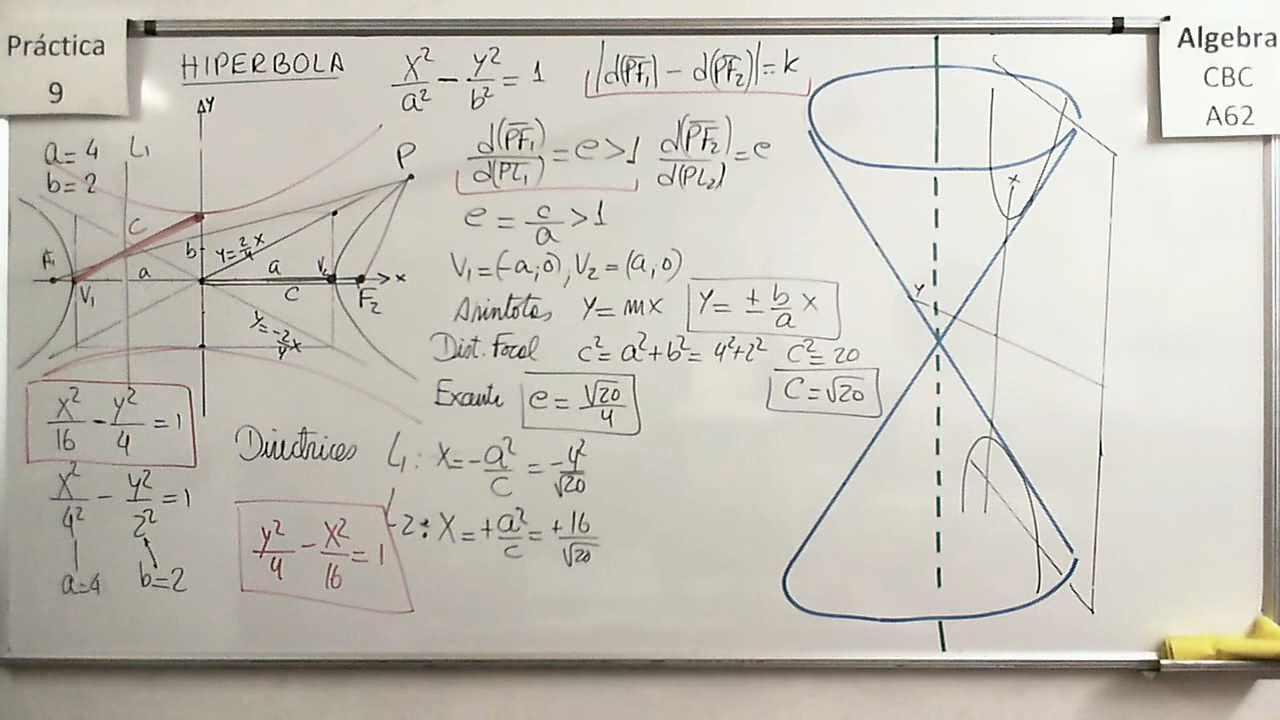 Práctica
9
Algebra
CBC
A62
HIPERBOLA
x²/a² - y²/b² = 1
|d(PF₁) - d(PF₂)| = k
d(PF₁)/d(PL₁) = e > 1
d(PF₂)/d(PL₂) = e
e = c/a > 1
V₁ = (-a; 0), V₂ = (a, 0)
Asintotas y = mx
y = ± b/a x
Dist. Focal c² = a² + b² = 4² + 2² c² = 20
C = √20
e = √20/4
Directrices L₁: x = -a²/c = -4²/√20
L2: x = +a²/c = +16/√20
a = 4
b = 2
L₁
y
P
C
b
y = 2/4 x
a
a
F₁
V₁
V₂
F₂
x
C
y = -2/4 x
x²/16 - y²/4 = 1
x²/4² - y²/2² = 1
a = 4
b = 2
y²/4 - x²/16 = 1
x
y